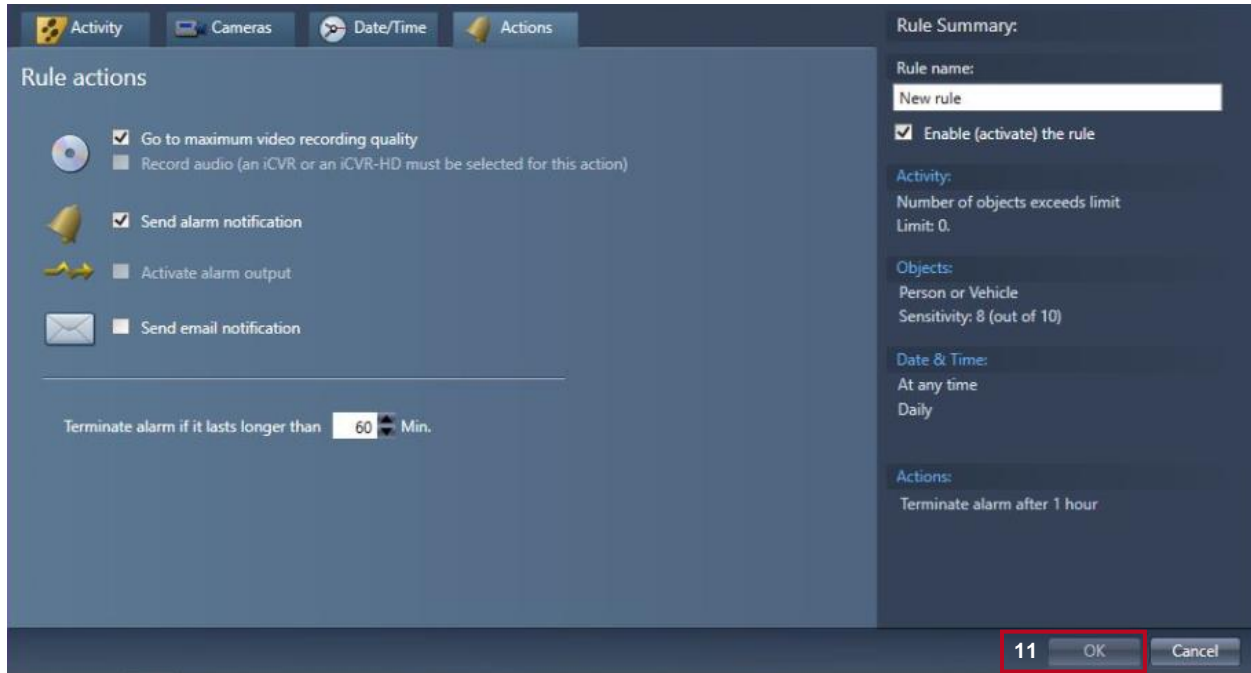 Activity
Cameras
Date/Time
Actions
Rule actions
Go to maximum video recording quality
Record audio (an iCVR or an iCVR-HD must be selected for this action)
Send alarm notification
Activate alarm output
Send email notification
Terminate alarm if it lasts longer than 60 Min.
Rule Summary:
Rule name:
New rule
Enable (activate) the rule
Activity:
Number of objects exceeds limit
Limit: 0.
Objects:
Person or Vehicle
Sensitivity: 8 (out of 10)
Date & Time:
At any time
Daily
Actions:
Terminate alarm after 1 hour
11 OK Cancel